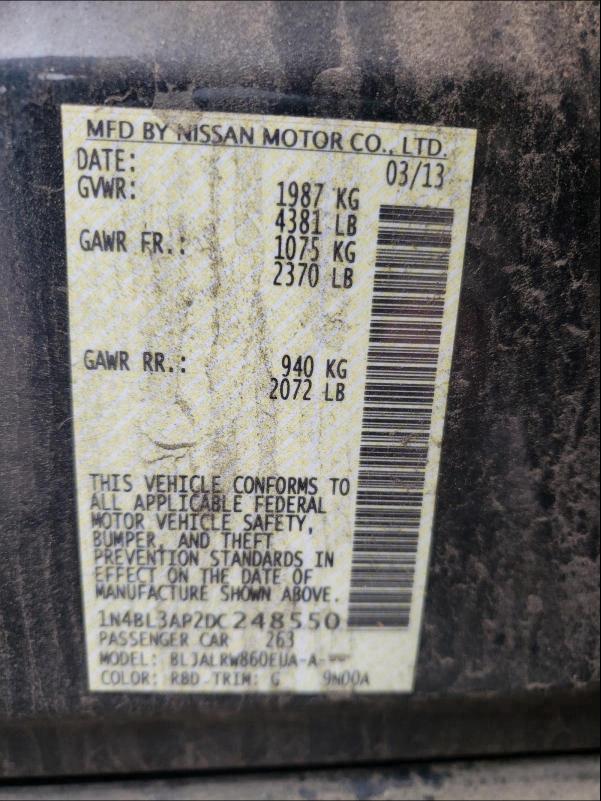 MFD BY NISSAN MOTOR CO., LTD.
DATE: 03/13
GVWR: 1987 KG
4381 LB
GAWR FR.: 1075 KG
2370 LB
GAWR RR.: 940 KG
2072 LB
THIS VEHICLE CONFORMS TO
ALL APPLICABLE FEDERAL
MOTOR VEHICLE SAFETY,
BUMPER, AND THEFT
PREVENTION STANDARDS IN
EFFECT ON THE DATE OF
MANUFACTURE SHOWN ABOVE.
1N4BL3AP2DC248550
PASSENGER CAR 263
MODEL: BLJALRW860EUA-A---
COLOR: RBD TRIM: G 9N00A